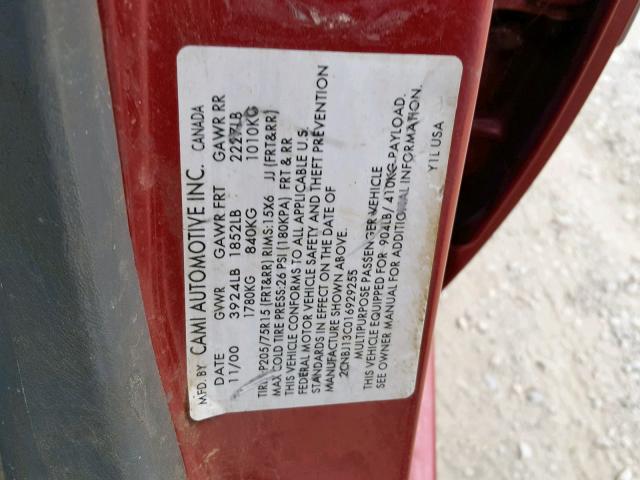 MFD. BY CAMI AUTOMOTIVE INC. CANADA
DATE GVWR GAWR FRT GAWR RR
11/00 3924LB 1852LB 2227LB
1780KG 840KG 1010KG
TIRE P205/75R15 (FRT&RR) RIMS:15X6 JJ (FRT&RR)
MAX COLD TIRE PRESS:26 PSI (180KPA) FRT & RR
THIS VEHICLE CONFORMS TO ALL APPLICABLE U.S.
FEDERAL MOTOR VEHICLE SAFETY AND THEFT PREVENTION
STANDARDS IN EFFECT ON THE DATE OF
MANUFACTURE SHOWN ABOVE.
2CNBJ13C016929255
MULTIPURPOSE PASSENGER VEHICLE
THIS VEHICLE EQUIPPED FOR 904LB/ 410KG PAYLOAD.
SEE OWNER MANUAL FOR ADDITIONAL INFORMATION.
Y1L USA